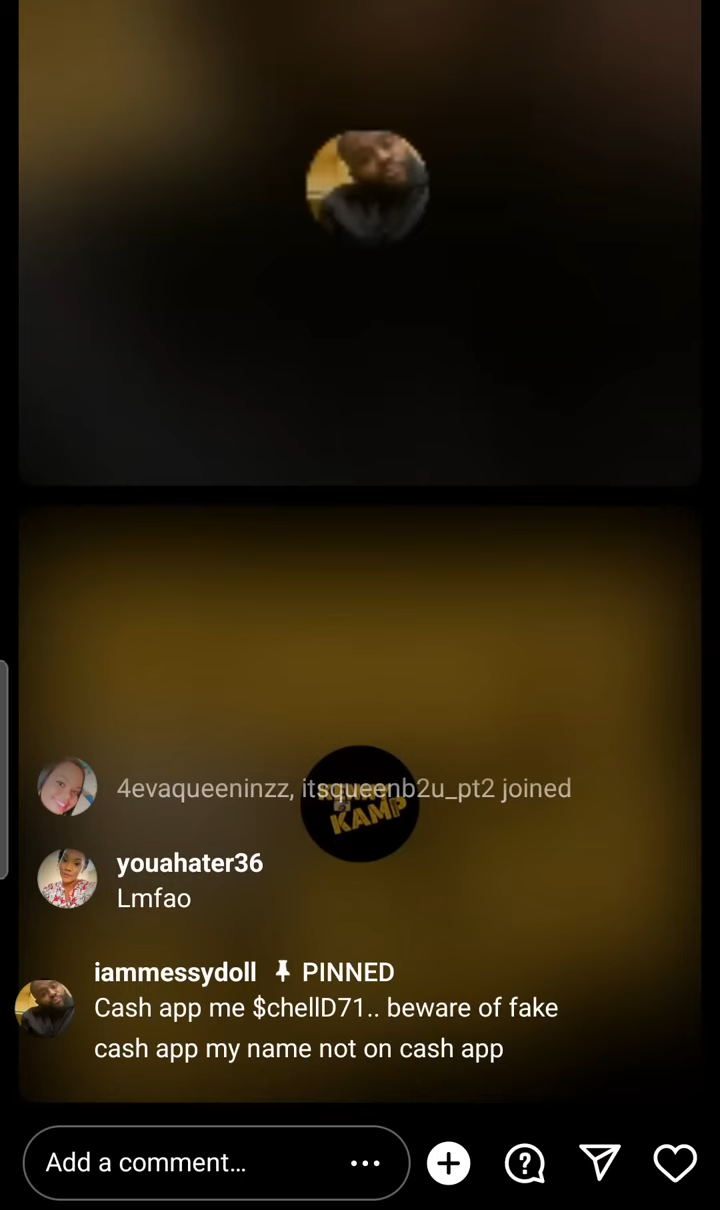 4evaqueeninzz, itsqueenb2u_pt2 joined
KAMP
youahater36
Lmfao
iammessydoll PINNED
Cash app me $chellD71.. beware of fake
cash app my name not on cash app
Add a comment...